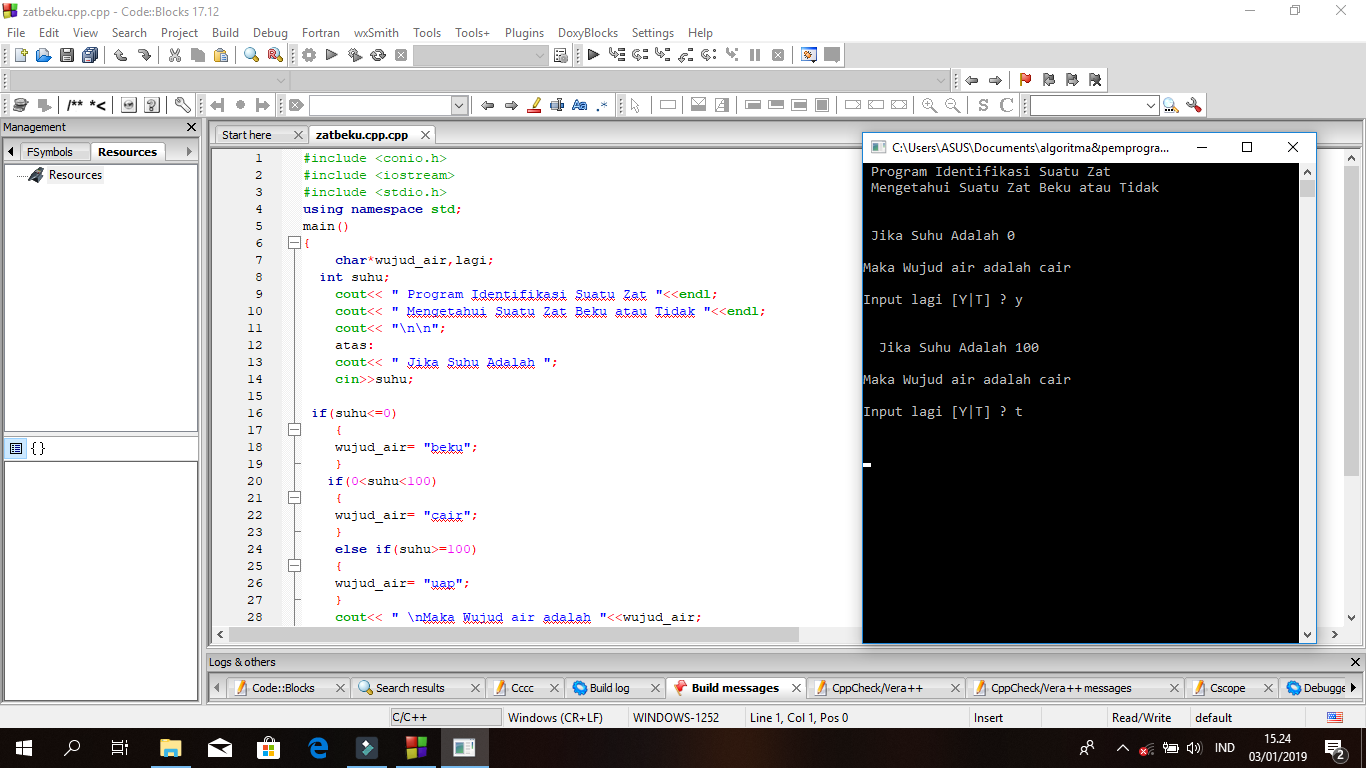 zatbeku.cpp.cpp - Code::Blocks 17.12
File Edit View Search Project Build Debug Fortran wxSmith Tools Tools+ Plugins DoxyBlocks Settings Help
/** *<
Aa .*
S C
Management
FSymbols Resources
Resources
{}
Start here zatbeku.cpp.cpp
1 #include <conio.h>
2 #include <iostream>
3 #include <stdio.h>
4 using namespace std;
5 main()
6 {
7 char*wujud_air,lagi;
8 int suhu;
9 cout<< " Program Identifikasi Suatu Zat "<<endl;
10 cout<< " Mengetahui Suatu Zat Beku atau Tidak "<<endl;
11 cout<< "\n\n";
12 atas:
13 cout<< " Jika Suhu Adalah ";
14 cin>>suhu;
15
16 if(suhu<=0)
17 {
18 wujud_air= "beku";
19 }
20 if(0<suhu<100)
21 {
22 wujud_air= "cair";
23 }
24 else if(suhu>=100)
25 {
26 wujud_air= "uap";
27 }
28 cout<< " \nMaka Wujud air adalah "<<wujud_air;
C:\Users\ASUS\Documents\algoritma&pemprogra...
Program Identifikasi Suatu Zat
Mengetahui Suatu Zat Beku atau Tidak
Jika Suhu Adalah 0
Maka Wujud air adalah cair
Input lagi [Y|T] ? y
Jika Suhu Adalah 100
Maka Wujud air adalah cair
Input lagi [Y|T] ? t
Logs & others
Code::Blocks Search results Cccc Build log Build messages CppCheck/Vera++ CppCheck/Vera++ messages Cscope Debugge
C/C++ Windows (CR+LF) WINDOWS-1252 Line 1, Col 1, Pos 0 Insert Read/Write default
IND
15.24
03/01/2019
2